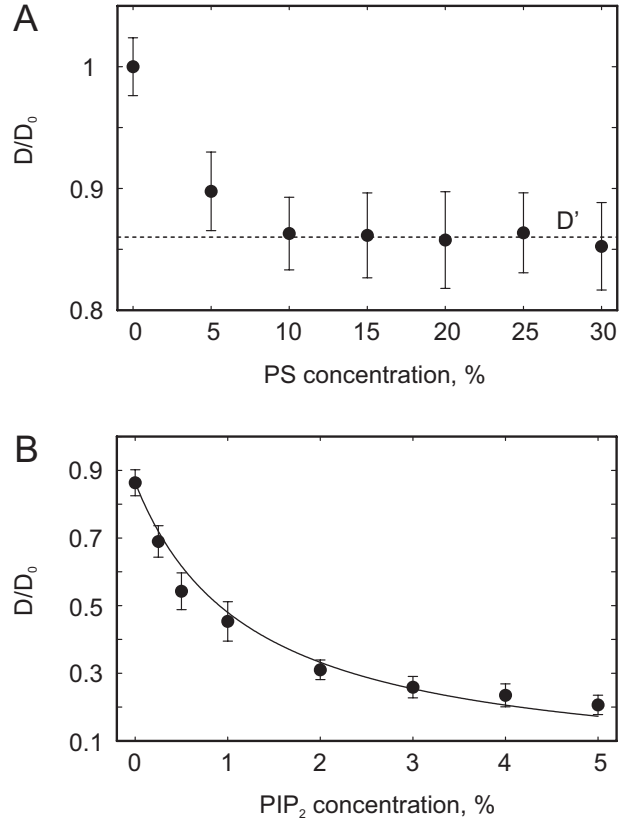 A
1
0.9
0.8
D/D₀
D'
0 5 10 15 20 25 30
PS concentration, %
B
0.9
0.7
0.5
0.3
0.1
D/D₀
0 1 2 3 4 5
PIP₂ concentration, %